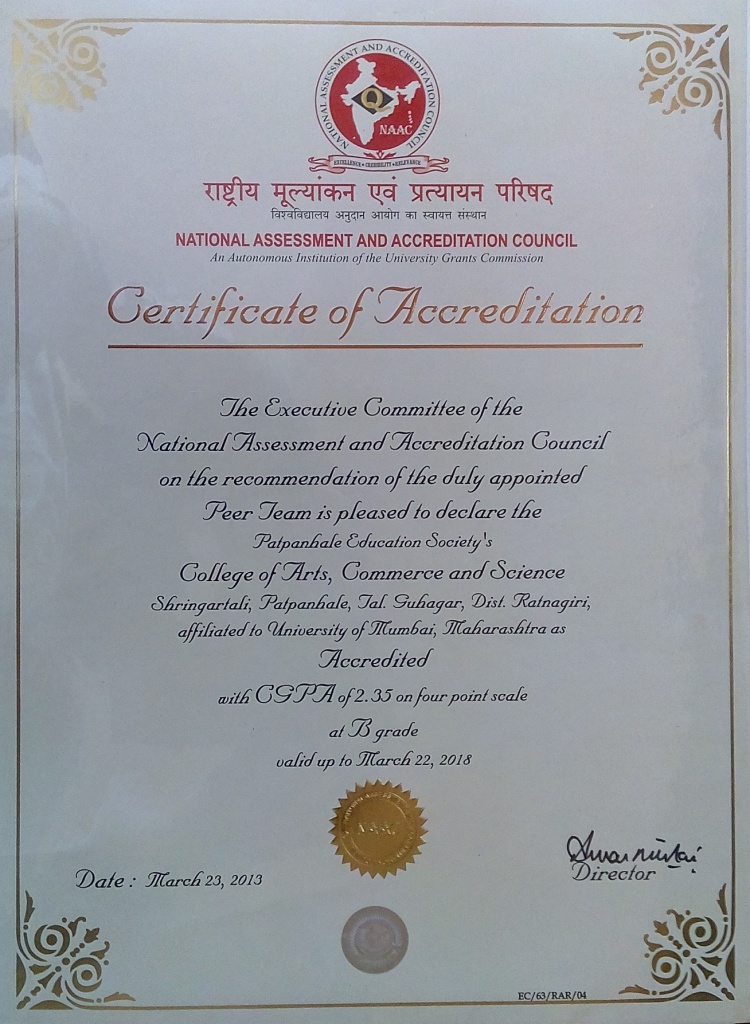 NATIONAL ASSESSMENT AND ACCREDITATION COUNCIL
Q
NAAC
EXCELLENCE • CREDIBILITY • RELEVANCE
राष्ट्रीय मूल्यांकन एवं प्रत्यायन परिषद
विश्वविद्यालय अनुदान आयोग का स्वायत्त संस्थान
NATIONAL ASSESSMENT AND ACCREDITATION COUNCIL
An Autonomous Institution of the University Grants Commission
Certificate of Accreditation
The Executive Committee of the
National Assessment and Accreditation Council
on the recommendation of the duly appointed
Peer Team is pleased to declare the
Patpanhale Education Society's
College of Arts, Commerce and Science
Shringartali, Patpanhale, Tal. Guhagar, Dist. Ratnagiri,
affiliated to University of Mumbai, Maharashtra as
Accredited
with CGPA of 2.35 on four point scale
at B grade
valid up to March 22, 2018
Date : March 23, 2013
Director
EC/63/RAR/04